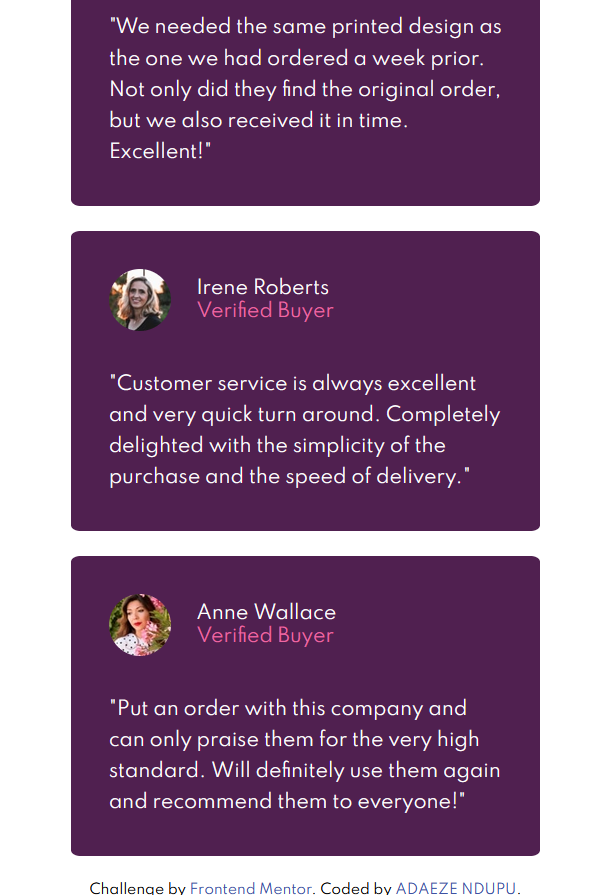 "We needed the same printed design as
the one we had ordered a week prior.
Not only did they find the original order,
but we also received it in time.
Excellent!"
Irene Roberts
Verified Buyer
"Customer service is always excellent
and very quick turn around. Completely
delighted with the simplicity of the
purchase and the speed of delivery."
Anne Wallace
Verified Buyer
"Put an order with this company and
can only praise them for the very high
standard. Will definitely use them again
and recommend them to everyone!"
Challenge by Frontend Mentor. Coded by ADAEZE NDUPU.